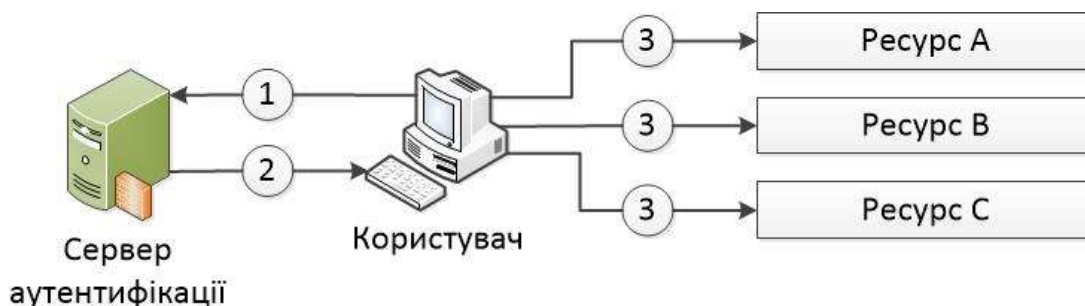 3
Ресурс А
1
3
Ресурс В
2
3
Ресурс С
Користувач
Сервер
аутентифікації